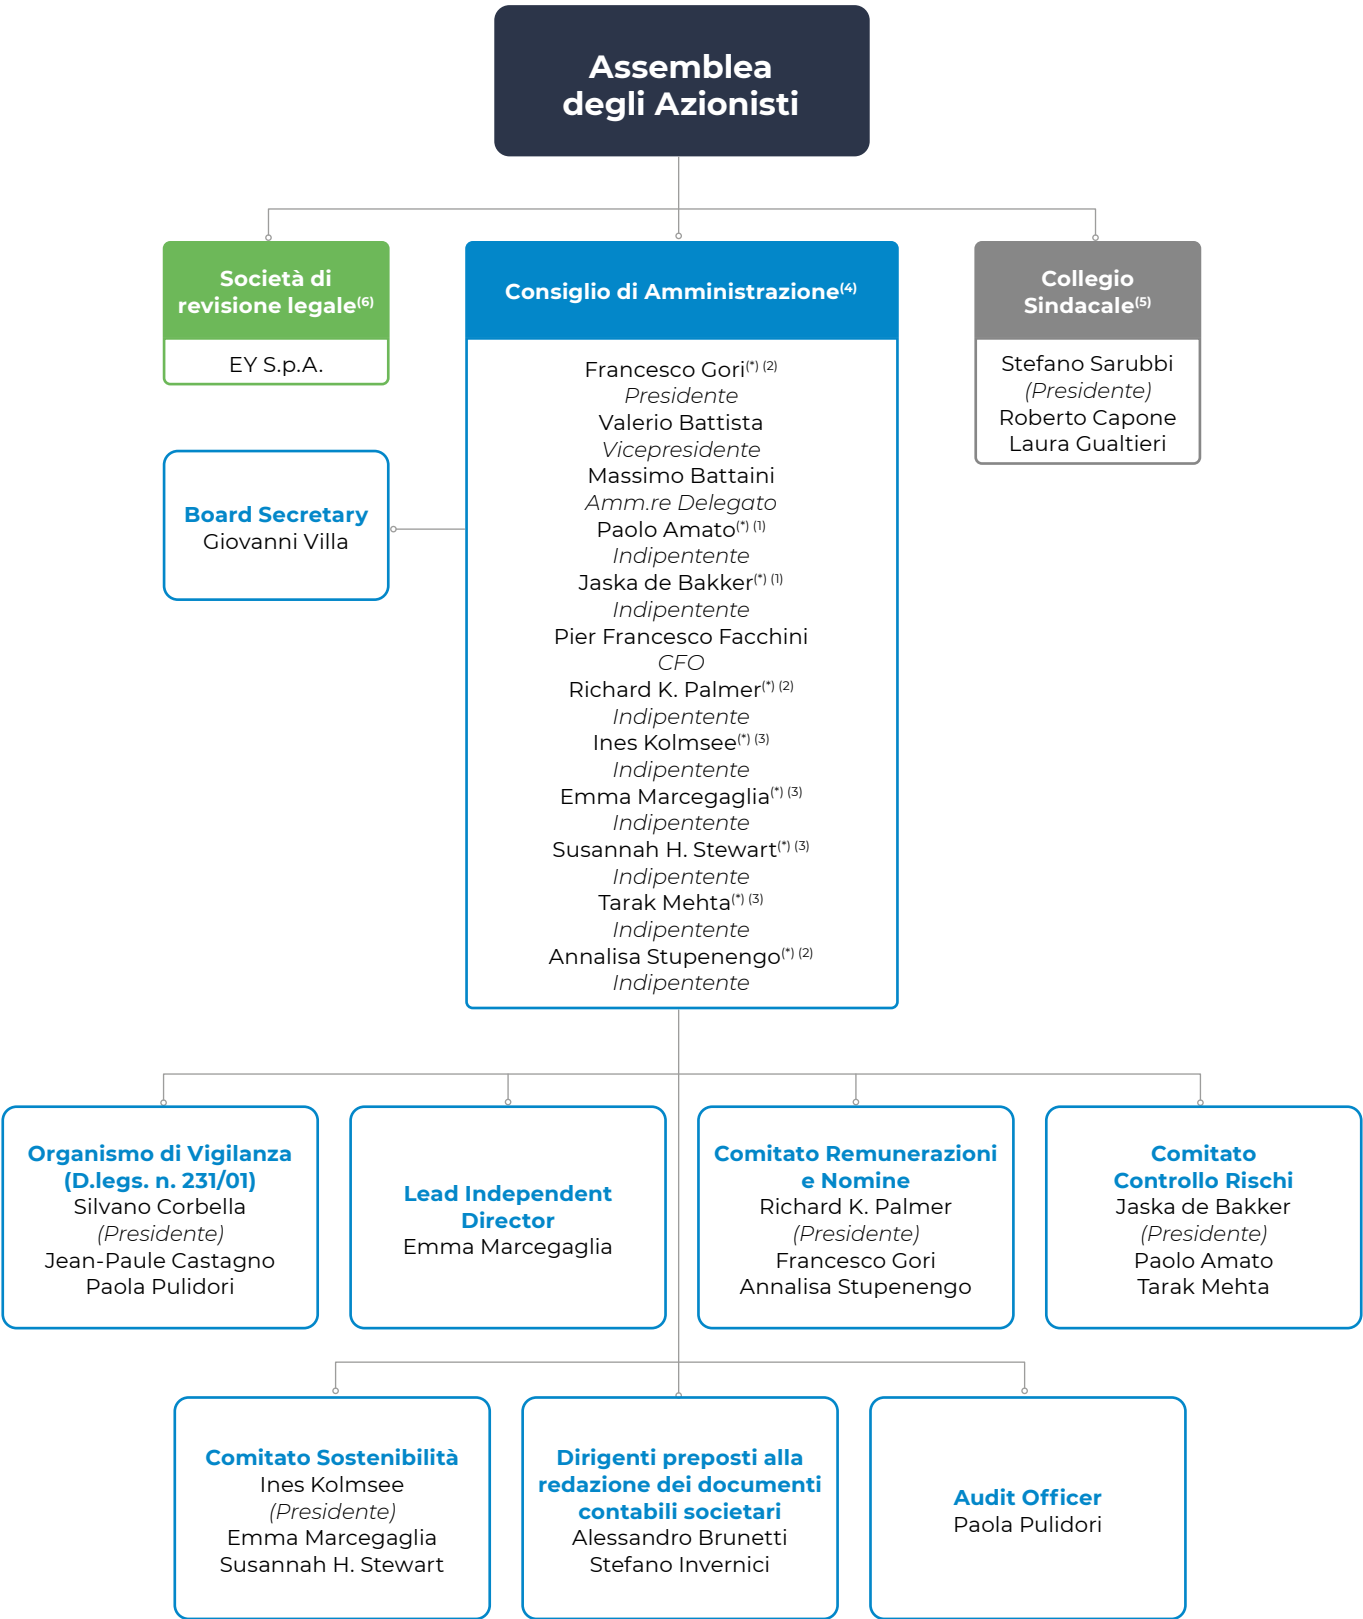 Assemblea
degli Azionisti
Società di
revisione legale(6)
EY S.p.A.
Consiglio di Amministrazione(4)
Francesco Gori(*) (2)
Presidente
Valerio Battista
Vicepresidente
Massimo Battaini
Amm.re Delegato
Paolo Amato(*) (1)
Indipentente
Jaska de Bakker(*) (1)
Indipentente
Pier Francesco Facchini
CFO
Richard K. Palmer(*) (2)
Indipentente
Ines Kolmsee(*) (3)
Indipentente
Emma Marcegaglia(*) (3)
Indipentente
Susannah H. Stewart(*) (3)
Indipentente
Tarak Mehta(*) (3)
Indipentente
Annalisa Stupenengo(*) (2)
Indipentente
Collegio
Sindacale(5)
Stefano Sarubbi
(Presidente)
Roberto Capone
Laura Gualtieri
Board Secretary
Giovanni Villa
Organismo di Vigilanza
(D.legs. n. 231/01)
Silvano Corbella
(Presidente)
Jean-Paule Castagno
Paola Pulidori
Lead Independent
Director
Emma Marcegaglia
Comitato Remunerazioni
e Nomine
Richard K. Palmer
(Presidente)
Francesco Gori
Annalisa Stupenengo
Comitato
Controllo Rischi
Jaska de Bakker
(Presidente)
Paolo Amato
Tarak Mehta
Comitato Sostenibilità
Ines Kolmsee
(Presidente)
Emma Marcegaglia
Susannah H. Stewart
Dirigenti preposti alla
redazione dei documenti
contabili societari
Alessandro Brunetti
Stefano Invernici
Audit Officer
Paola Pulidori